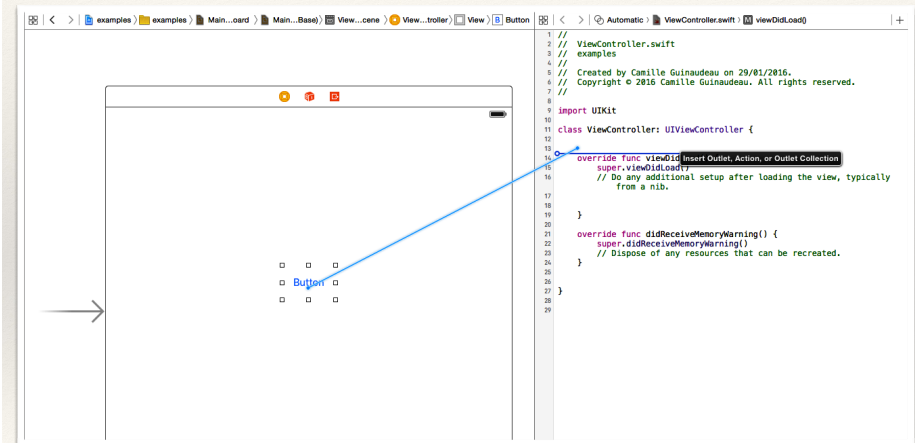 examples 〉 examples 〉 Main...oard 〉 Main...Base) 〉 View...cene 〉 View...troller 〉 View 〉 B Button
Automatic 〉 ViewController.swift 〉 M viewDidLoad()
1 //
2 //  ViewController.swift
3 //  examples
4 //
5 //  Created by Camille Guinaudeau on 29/01/2016.
6 //  Copyright © 2016 Camille Guinaudeau. All rights reserved.
7 //
8
9 import UIKit
10
11 class ViewController: UIViewController {
12
13
14 override func viewDid
Insert Outlet, Action, or Outlet Collection
15 super.viewDidLoad()
16 // Do any additional setup after loading the view, typically
from a nib.
17
18
19 }
20
21 override func didReceiveMemoryWarning() {
22 super.didReceiveMemoryWarning()
23 // Dispose of any resources that can be recreated.
24 }
25
26
27 }
28
29
Button